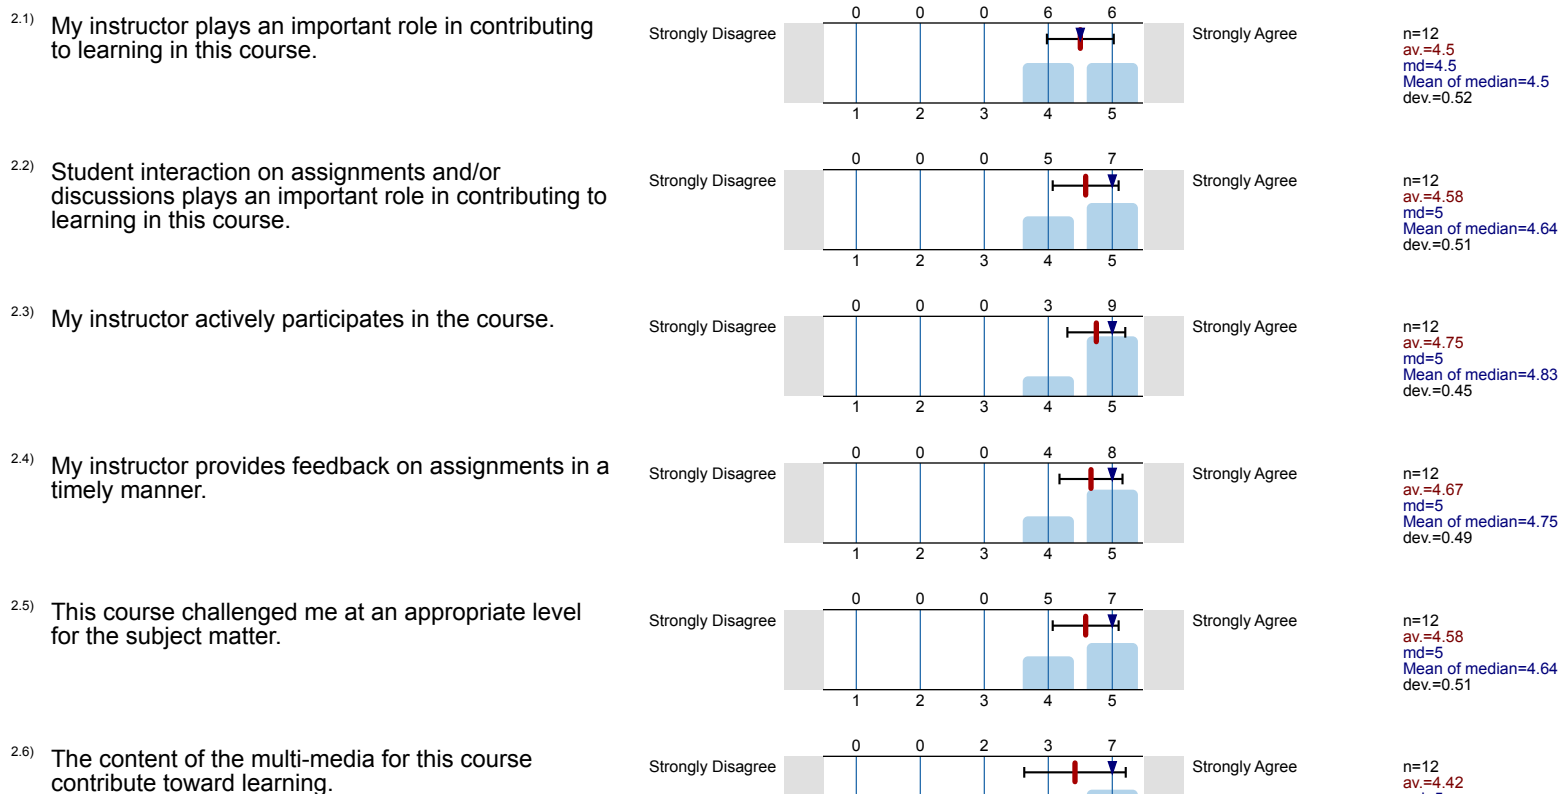 2.1) My instructor plays an important role in contributing
to learning in this course.
0 0 0 6 6
Strongly Disagree
Strongly Agree
1 2 3 4 5
n=12
av.=4.5
md=4.5
Mean of median=4.5
dev.=0.52
2.2) Student interaction on assignments and/or
discussions plays an important role in contributing to
learning in this course.
0 0 0 5 7
Strongly Disagree
Strongly Agree
1 2 3 4 5
n=12
av.=4.58
md=5
Mean of median=4.64
dev.=0.51
2.3) My instructor actively participates in the course.
0 0 0 3 9
Strongly Disagree
Strongly Agree
1 2 3 4 5
n=12
av.=4.75
md=5
Mean of median=4.83
dev.=0.45
2.4) My instructor provides feedback on assignments in a
timely manner.
0 0 0 4 8
Strongly Disagree
Strongly Agree
1 2 3 4 5
n=12
av.=4.67
md=5
Mean of median=4.75
dev.=0.49
2.5) This course challenged me at an appropriate level
for the subject matter.
0 0 0 5 7
Strongly Disagree
Strongly Agree
1 2 3 4 5
n=12
av.=4.58
md=5
Mean of median=4.64
dev.=0.51
2.6) The content of the multi-media for this course
contribute toward learning.
0 0 2 3 7
Strongly Disagree
Strongly Agree
n=12
av.=4.42